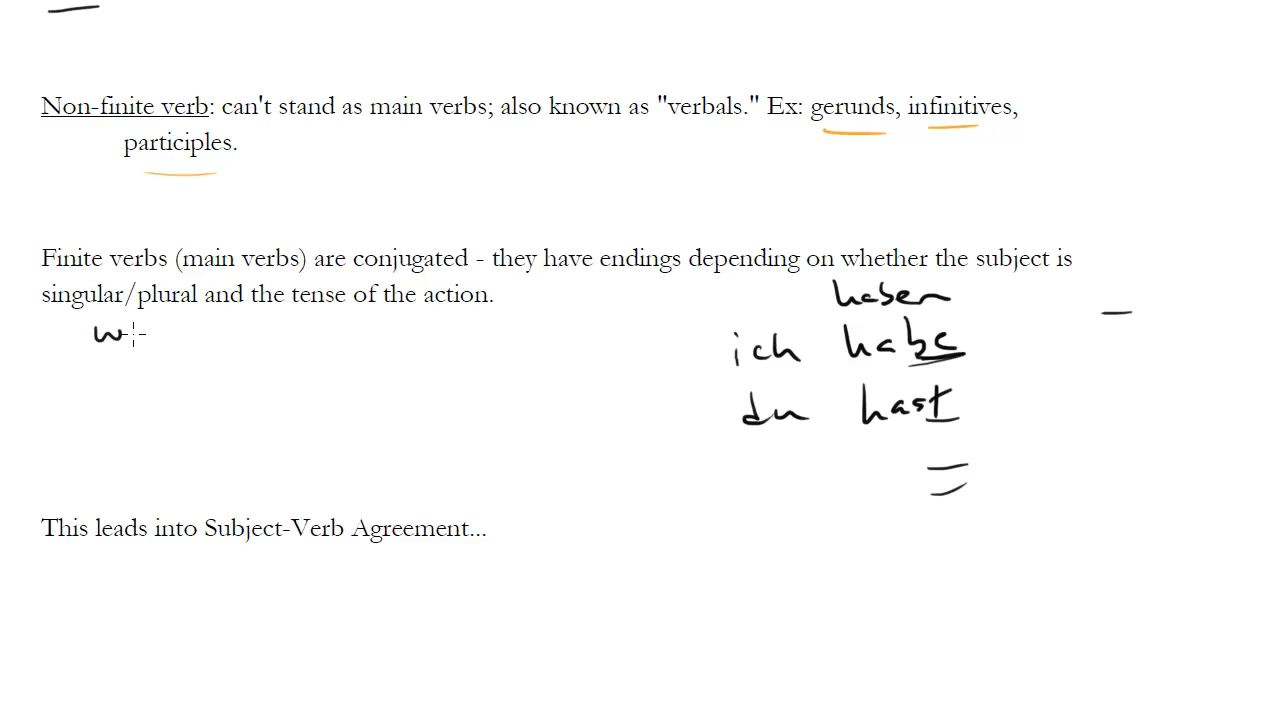 Non-finite verb: can't stand as main verbs; also known as "verbals." Ex: gerunds, infinitives,
participles.
Finite verbs (main verbs) are conjugated - they have endings depending on whether the subject is
singular/plural and the tense of the action.
haben
w
ich habe
du hast
This leads into Subject-Verb Agreement...